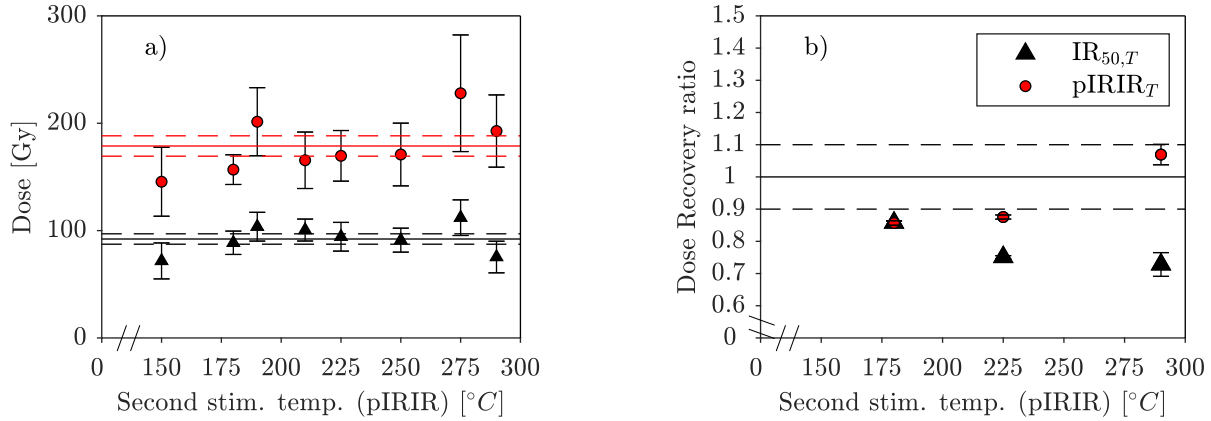 a)
Dose [Gy]
300
200
100
0
0 150 175 200 225 250 275 300
Second stim. temp. (pIRIR) [°C]
b)
IR50,T
pIRIRT
Dose Recovery ratio
1.5
1.4
1.3
1.2
1.1
1
0.9
0.8
0.7
0.6
0
0 150 175 200 225 250 275 300
Second stim. temp. (pIRIR) [°C]